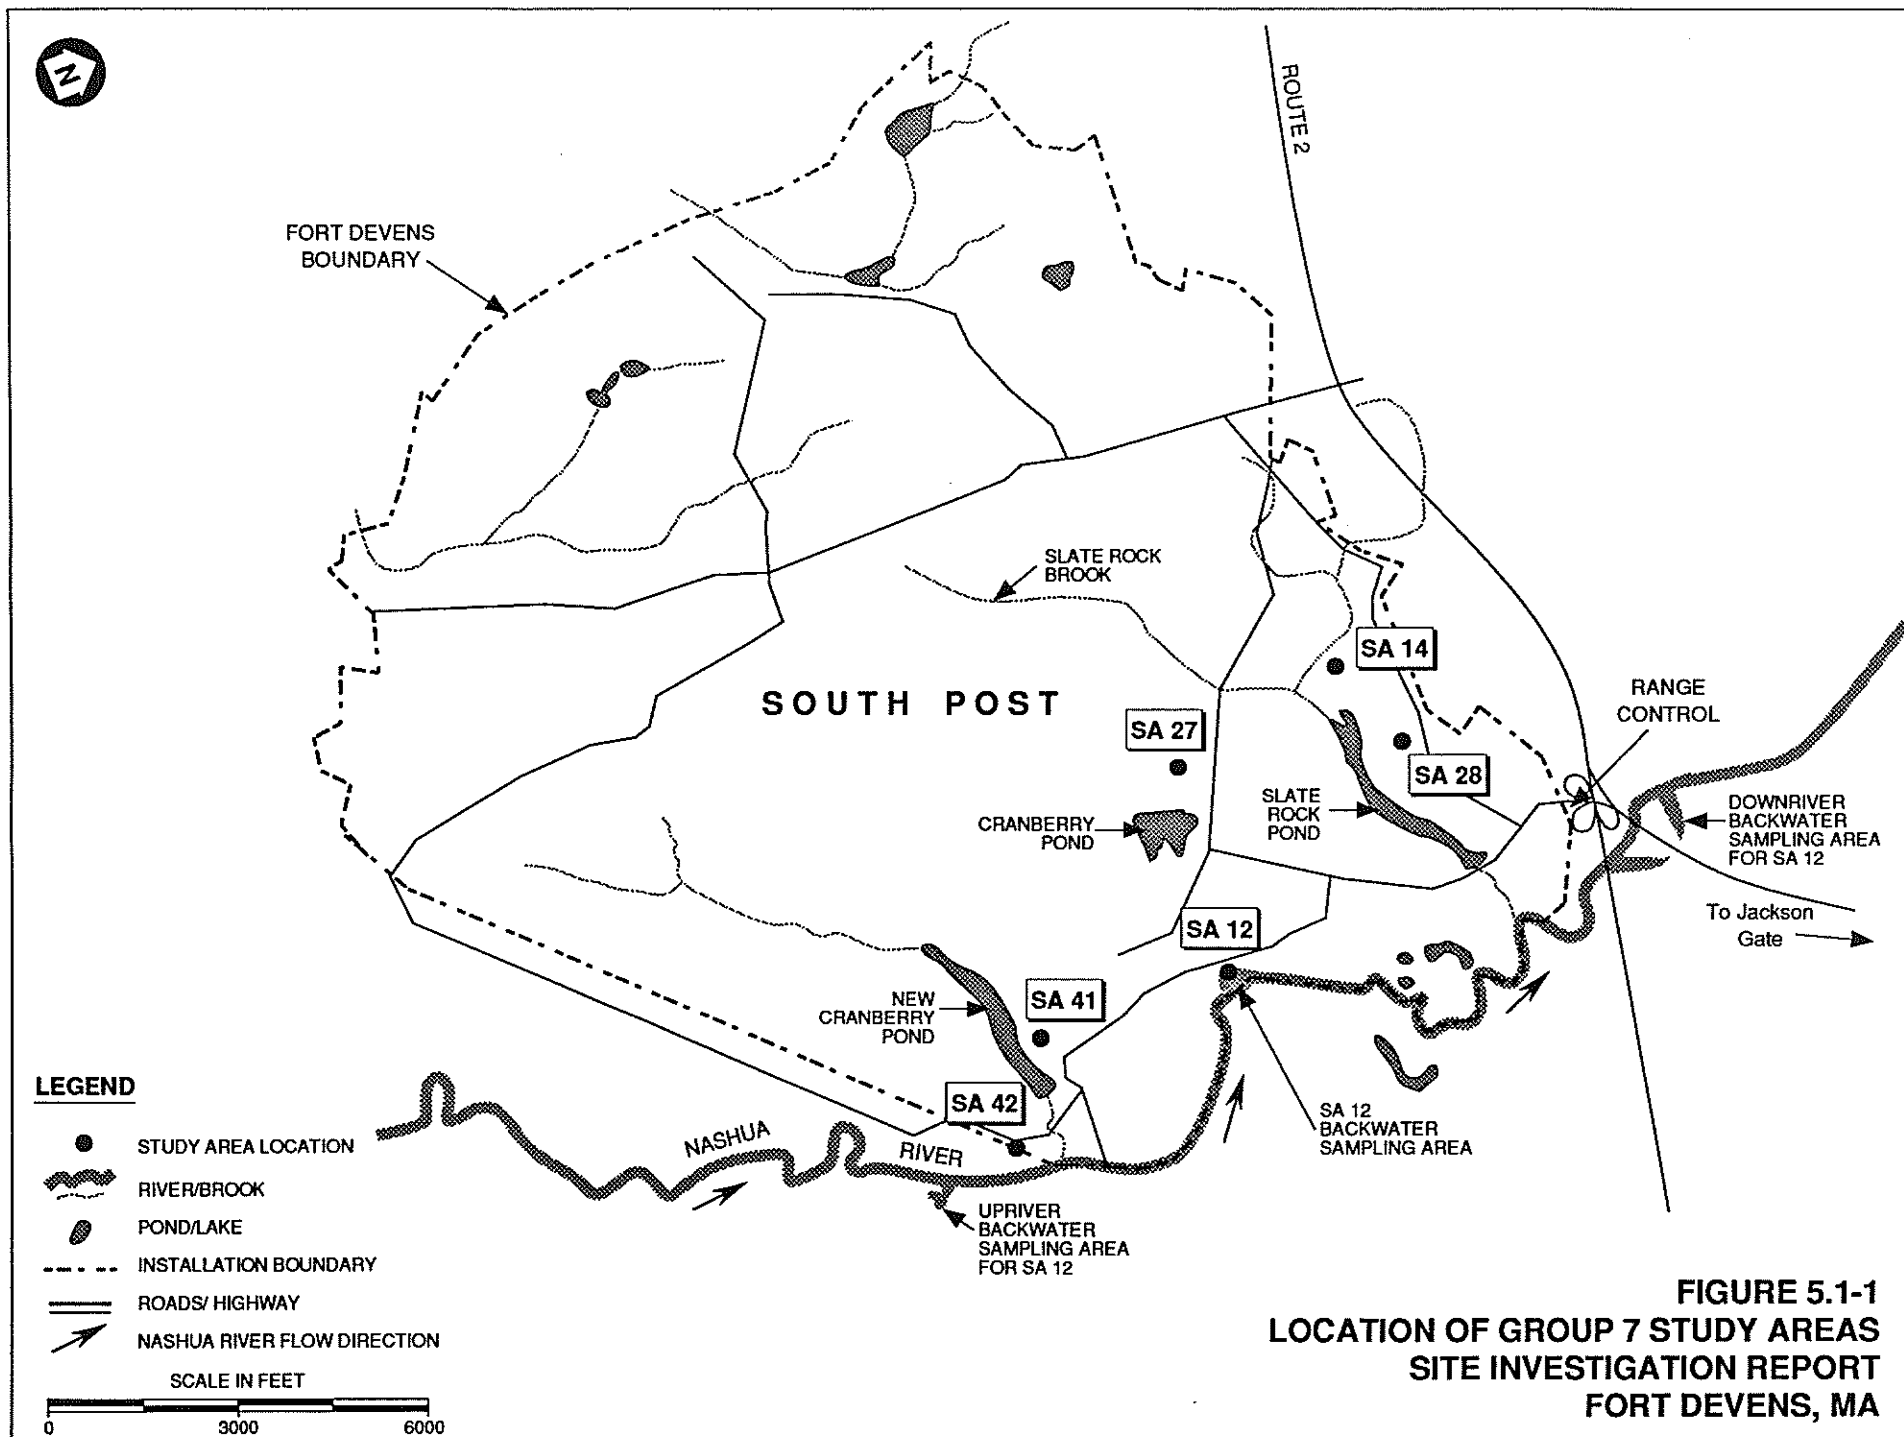 N
ROUTE 2
FORT DEVENS
BOUNDARY
SLATE ROCK
BROOK
SA 14
SOUTH POST
RANGE
CONTROL
SA 27
SA 28
SLATE
ROCK
POND
CRANBERRY
POND
DOWNRIVER
BACKWATER
SAMPLING AREA
FOR SA 12
To Jackson
Gate
SA 12
SA 41
NEW
CRANBERRY
POND
SA 42
SA 12
BACKWATER
SAMPLING AREA
NASHUA
RIVER
UPRIVER
BACKWATER
SAMPLING AREA
FOR SA 12
LEGEND
STUDY AREA LOCATION
RIVER/BROOK
POND/LAKE
INSTALLATION BOUNDARY
ROADS/ HIGHWAY
NASHUA RIVER FLOW DIRECTION
SCALE IN FEET
0 3000 6000
FIGURE 5.1-1
LOCATION OF GROUP 7 STUDY AREAS
SITE INVESTIGATION REPORT
FORT DEVENS, MA